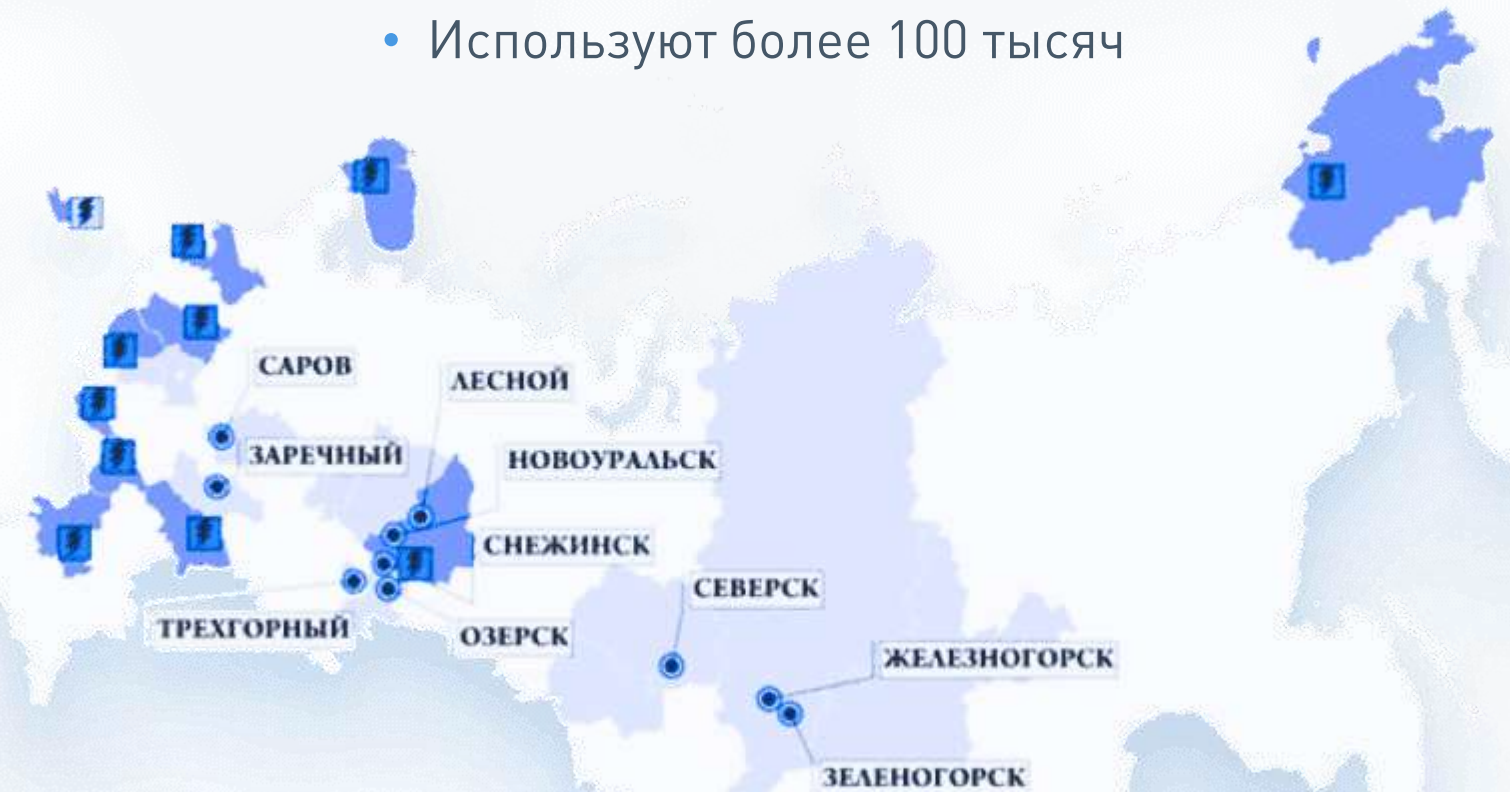 • Используют более 100 тысяч
САРОВ
ЛЕСНОЙ
ЗАРЕЧНЫЙ
НОВОУРАЛЬСК
СНЕЖИНСК
СЕВЕРСК
ТРЕХГОРНЫЙ
ОЗЕРСК
ЖЕЛЕЗНОГОРСК
ЗЕЛЕНОГОРСК